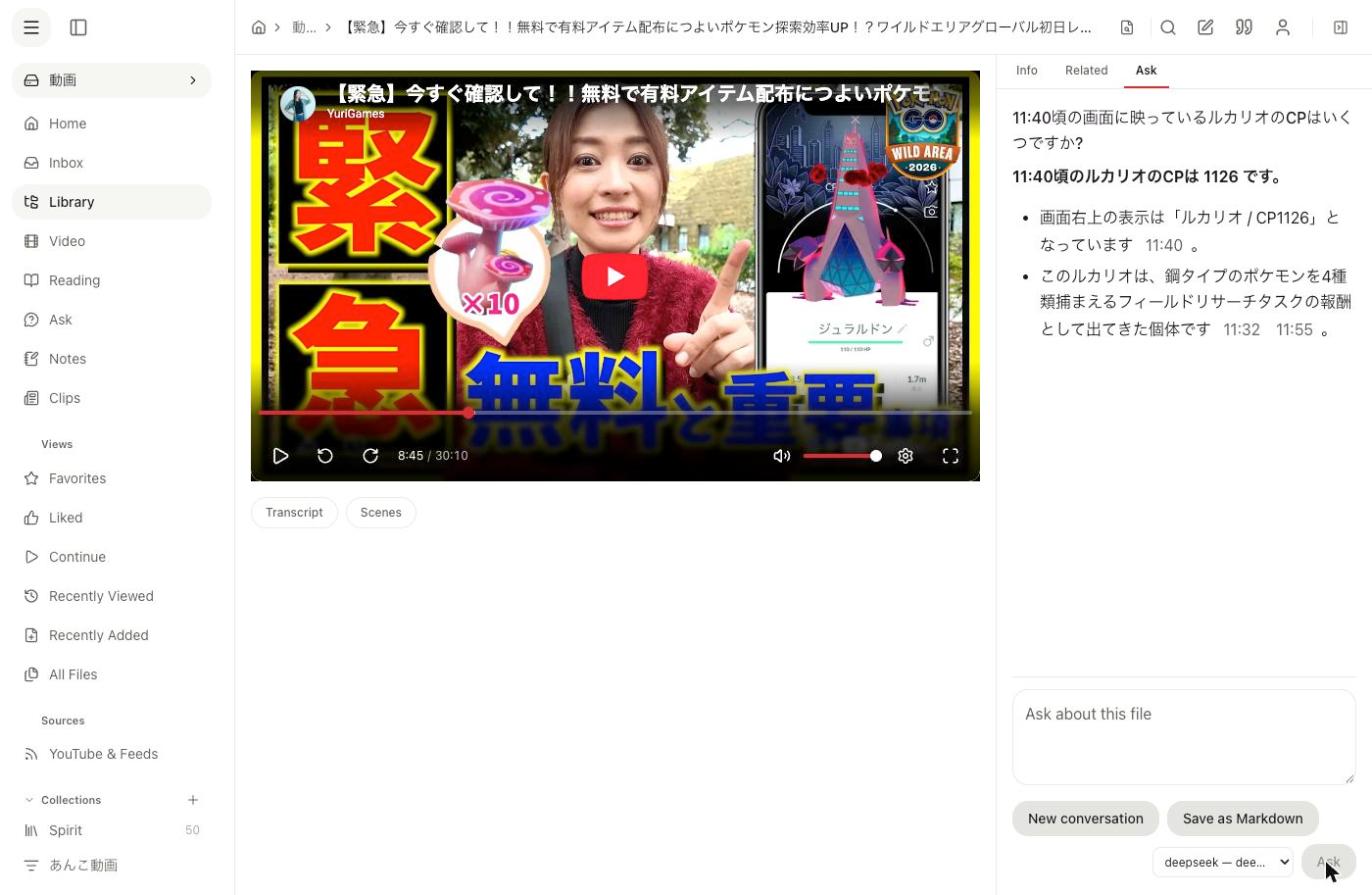 動画
Home
Inbox
Library
Video
Reading
Ask
Notes
Clips
Views
Favorites
Liked
Continue
Recently Viewed
Recently Added
All Files
Sources
YouTube & Feeds
Collections
Spirit 50
あんこ動画
動... 【緊急】今すぐ確認して！！無料で有料アイテム配布につよいポケモン探索効率UP！？ワイルドエリアグローバル初日レ...
【緊急】今すぐ確認して！！無料で有料アイテム配布につよいポケモ
YuriGames
緊
急
×10
無料と重要
POKÉMON
GO
WILD AREA
2026
ジュラルドン
110 / 110 HP
1.7m
8:45 / 30:10
Transcript
Scenes
Info Related Ask
11:40頃の画面に映っているルカリオのCPはいく
つですか?
11:40頃のルカリオのCPは 1126 です。
画面右上の表示は「ルカリオ / CP1126」と
なっています 11:40 。
このルカリオは、鋼タイプのポケモンを4種
類捕まえるフィールドリサーチタスクの報酬
として出てきた個体です 11:32 11:55 。
Ask about this file
New conversation Save as Markdown
deepseek — dee...
Ask